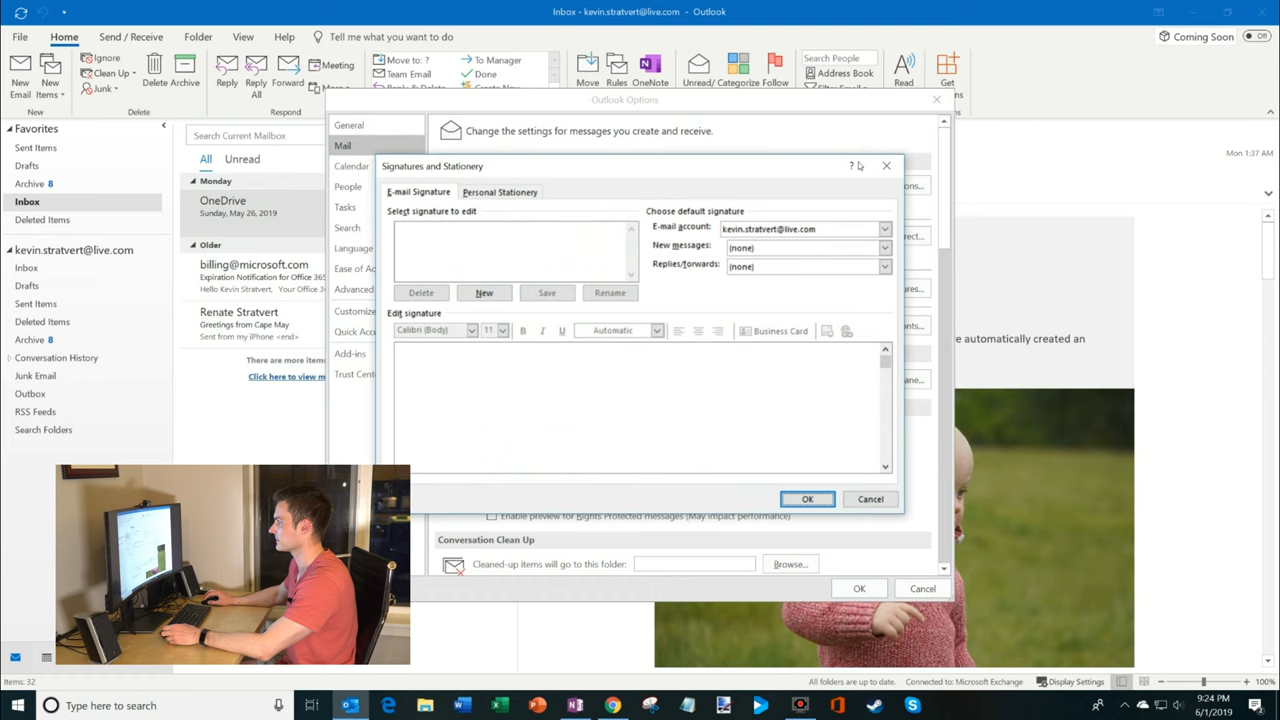 Inbox - kevin.stratvert@live.com - Outlook
File Home Send / Receive Folder View Help Tell me what you want to do
Coming Soon Off
New Email
New Items
New
Ignore
Clean Up
Junk
Delete
Archive
Delete
Reply
Reply All
Forward
Meeting
Respond
Move to: ?
Team Email
Reply & Delete
To Manager
Done
Create New
Move
Rules
OneNote
Unread/
Categorize
Follow
Search People
Address Book
Filter Email
Read
Get
Favorites
Sent Items
Drafts
Archive 8
Inbox
Deleted Items
kevin.stratvert@live.com
Inbox
Drafts
Sent Items
Deleted Items
Archive 8
Conversation History
Junk Email
Outbox
RSS Feeds
Search Folders
Search Current Mailbox
All Unread
Monday
OneDrive
Sunday, May 26, 2019
Older
billing@microsoft.com
Expiration Notification for Office 365
Hello Kevin Stratvert, Your Office 36
Renate Stratvert
Greetings from Cape May
Sent from my iPhone <end>
There are more items
Click here to view m
Outlook Options
General
Mail
Calendar
People
Tasks
Search
Language
Ease of Ac
Advanced
Customize
Quick Acce
Add-ins
Trust Cent
Change the settings for messages you create and receive.
Signatures and Stationery
?
E-mail Signature Personal Stationery
Select signature to edit
Choose default signature
E-mail account: kevin.stratvert@live.com
New messages: (none)
Replies/forwards: (none)
Delete New Save Rename
Edit signature
Calibri (Body) 11 B I U Automatic Business Card
OK Cancel
Enable preview for Rights Protected messages (May impact performance)
Conversation Clean Up
Cleaned-up items will go to this folder: Browse...
OK Cancel
Mon 1:37 AM
e automatically created an
Items: 32
All folders are up to date. Connected to: Microsoft Exchange Display Settings 100%
Type here to search
9:24 PM
6/1/2019